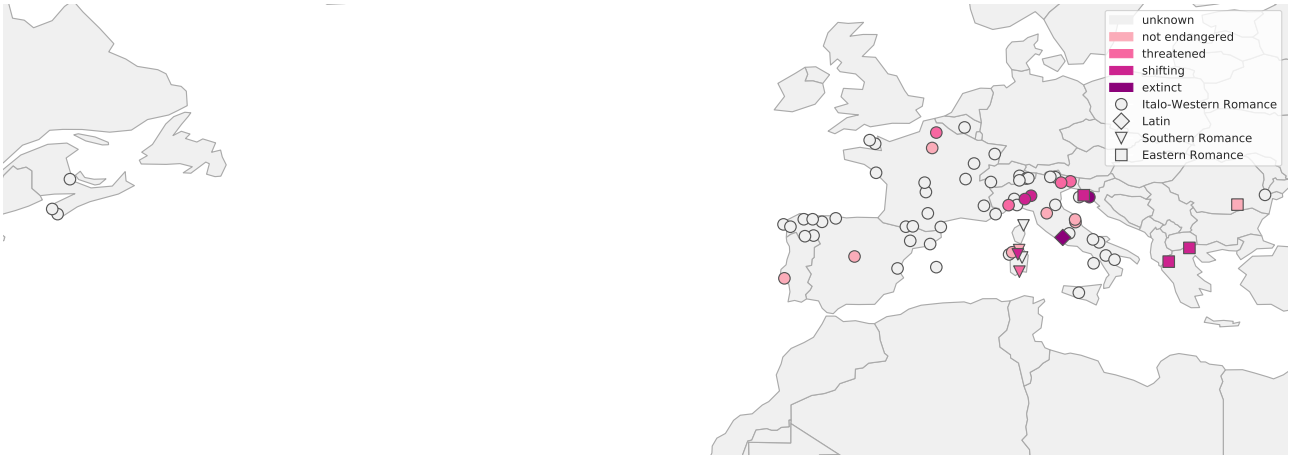 unknown
not endangered
threatened
shifting
extinct
Italo-Western Romance
Latin
Southern Romance
Eastern Romance